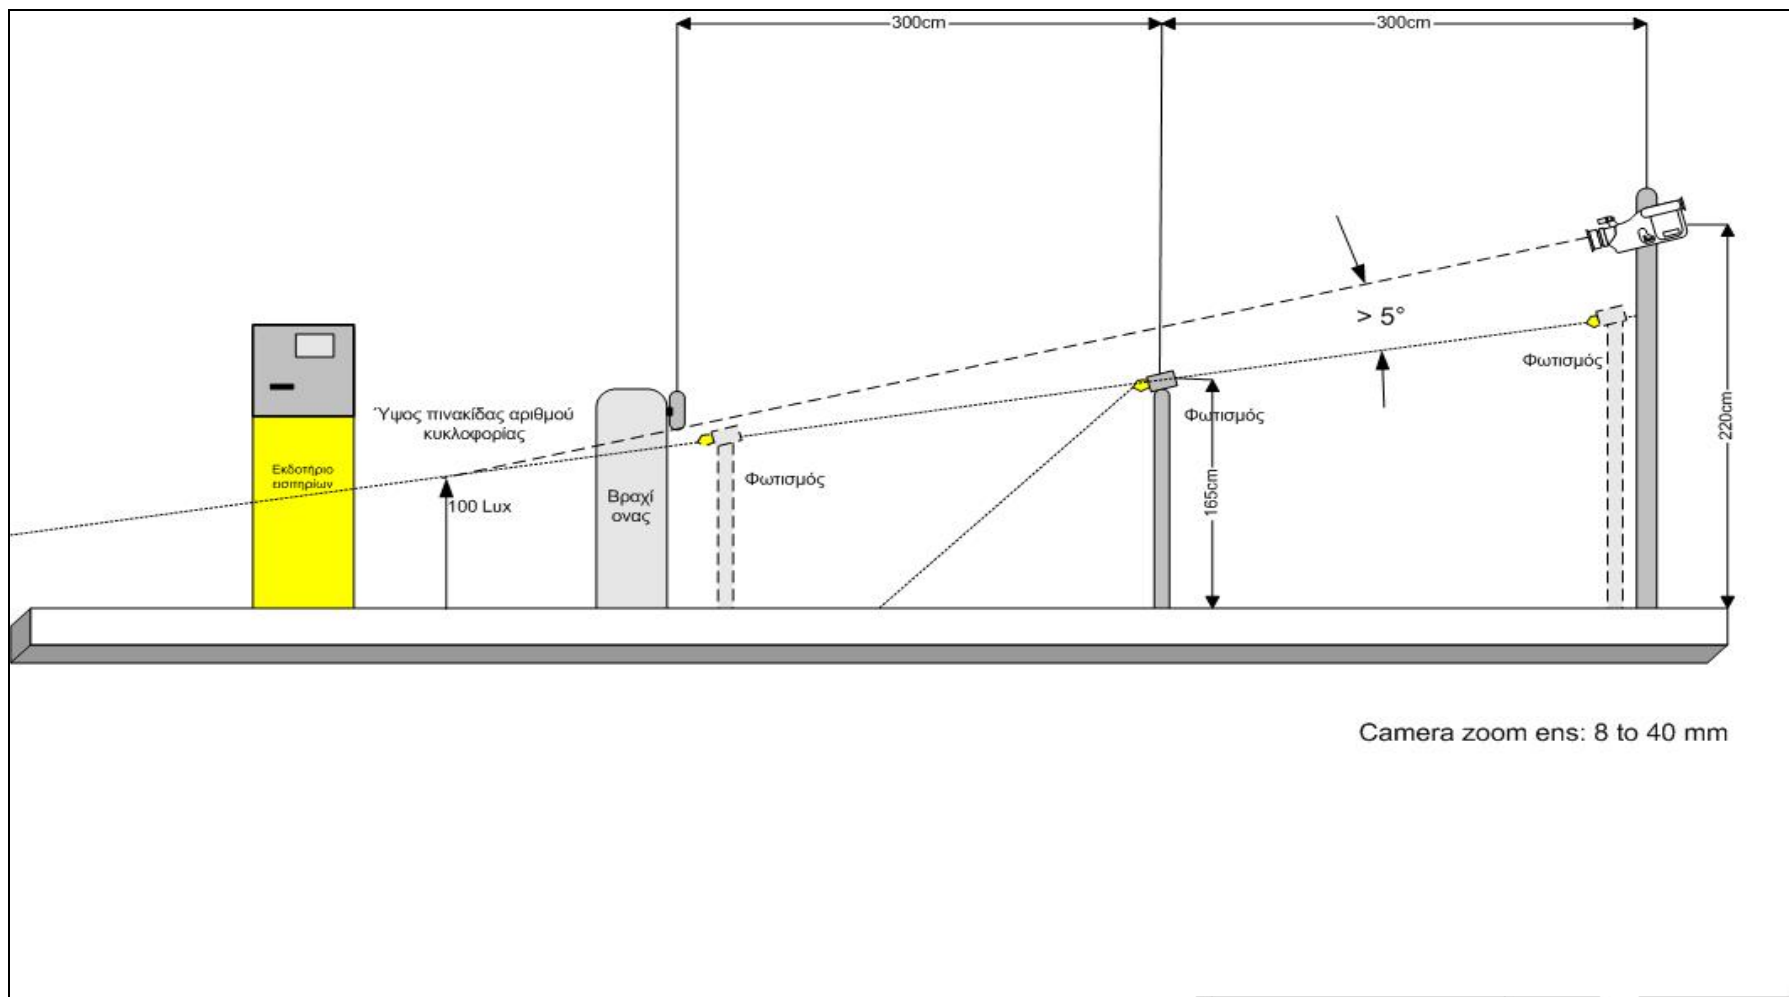 300cm
300cm
> 5°
Φωτισμός
220cm
Ύψος πινακίδας αριθμού
κυκλοφορίας
Φωτισμός
Εκδοτήριο
εισιτηρίων
Φωτισμός
Βραχί
ονας
100 Lux
165cm
Camera zoom ens: 8 to 40 mm